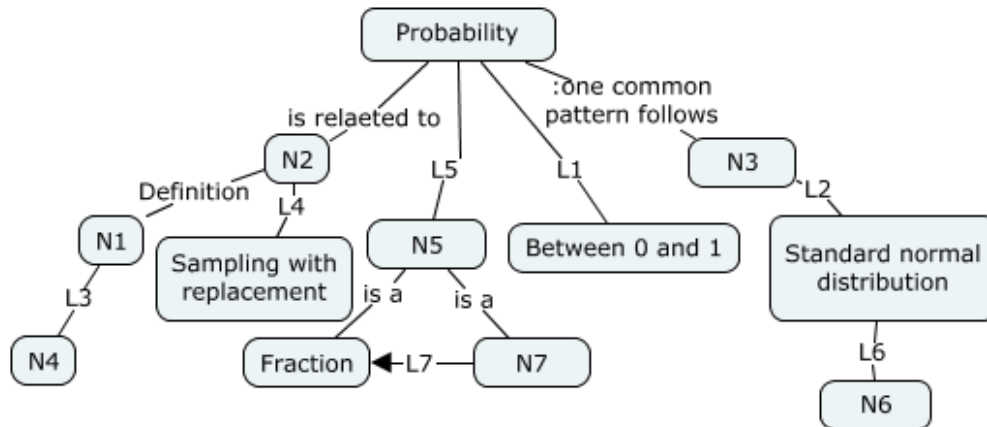 Probability
:one common
pattern follows
is relaeted to
N2
N3
L5
L1
Definition
L4
L2
N1
N5
Between 0 and 1
Sampling with
replacement
Standard normal
distribution
L3
is a
is a
N4
Fraction
L7
N7
L6
N6